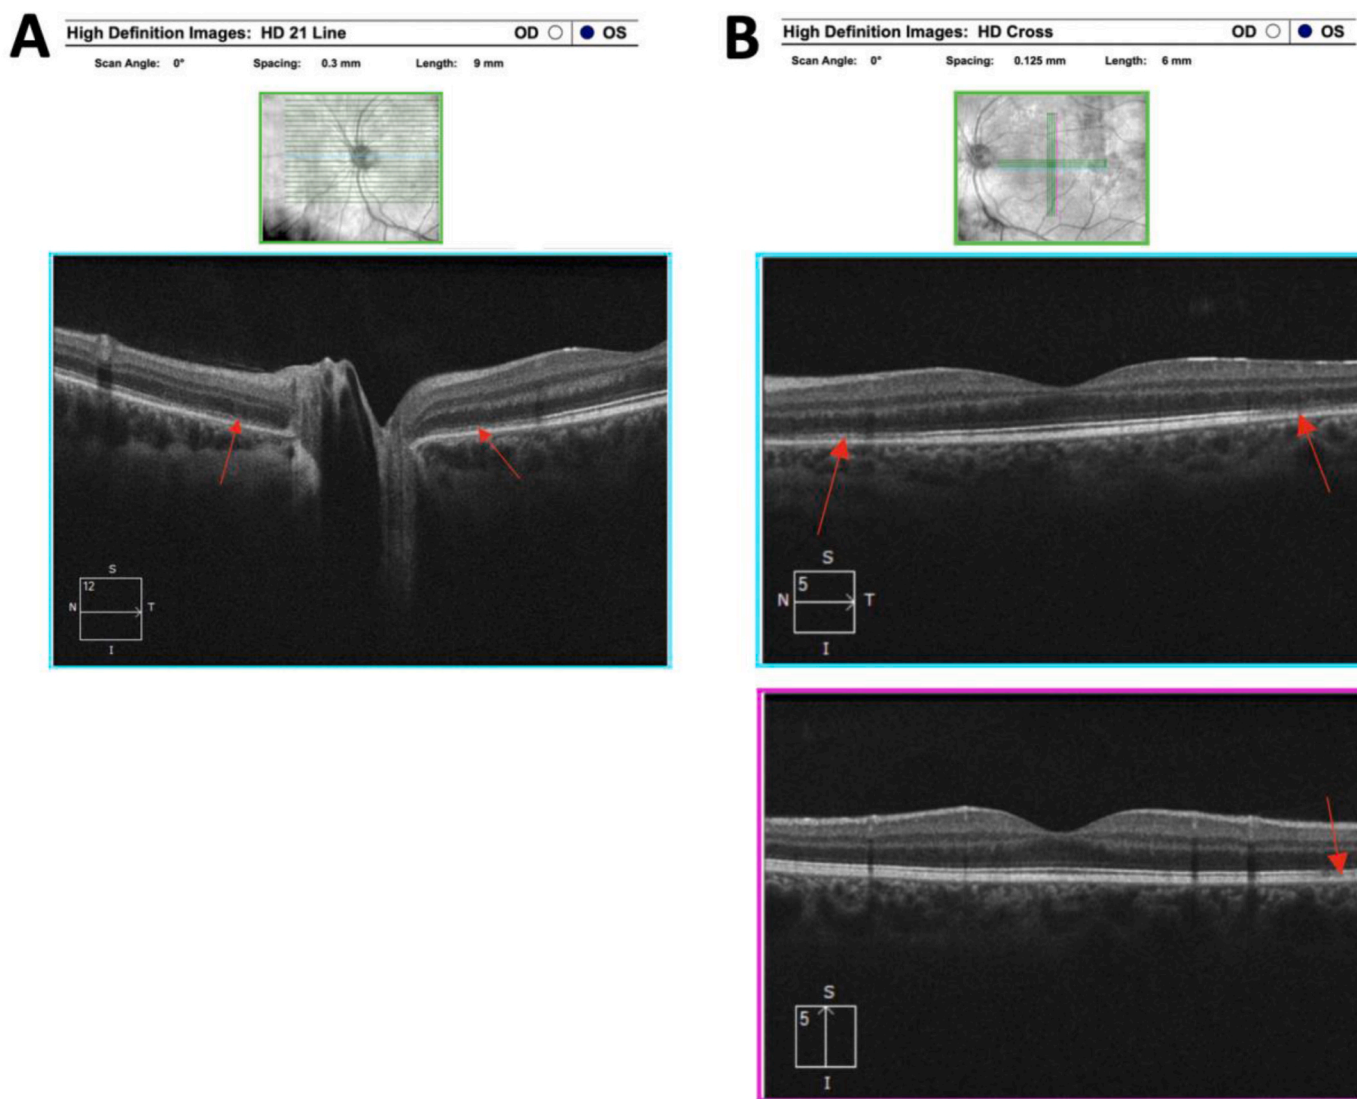 A
High Definition Images: HD 21 Line OD OS
Scan Angle: 0° Spacing: 0.3 mm Length: 9 mm
12
S
N T
I
B
High Definition Images: HD Cross OD OS
Scan Angle: 0° Spacing: 0.125 mm Length: 6 mm
S
5
N T
I
S
5
I